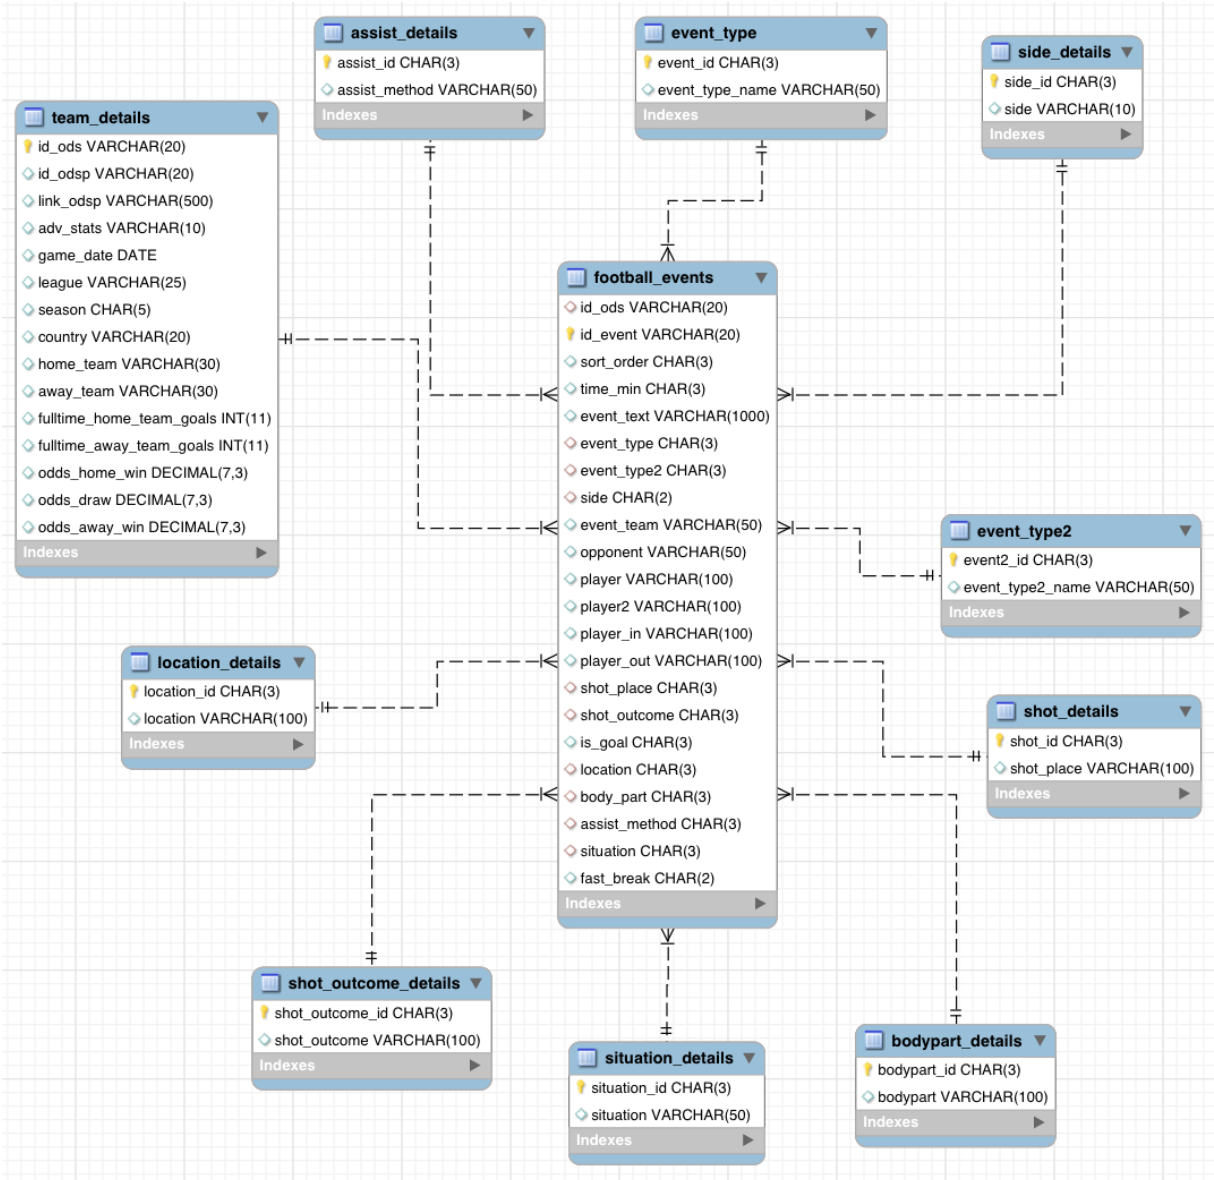 assist_details
assist_id CHAR(3)
assist_method VARCHAR(50)
Indexes
event_type
event_id CHAR(3)
event_type_name VARCHAR(50)
Indexes
side_details
side_id CHAR(3)
side VARCHAR(10)
Indexes
team_details
id_ods VARCHAR(20)
id_odsp VARCHAR(20)
link_odsp VARCHAR(500)
adv_stats VARCHAR(10)
game_date DATE
league VARCHAR(25)
season CHAR(5)
country VARCHAR(20)
home_team VARCHAR(30)
away_team VARCHAR(30)
fulltime_home_team_goals INT(11)
fulltime_away_team_goals INT(11)
odds_home_win DECIMAL(7,3)
odds_draw DECIMAL(7,3)
odds_away_win DECIMAL(7,3)
Indexes
football_events
id_ods VARCHAR(20)
id_event VARCHAR(20)
sort_order CHAR(3)
time_min CHAR(3)
event_text VARCHAR(1000)
event_type CHAR(3)
event_type2 CHAR(3)
side CHAR(2)
event_team VARCHAR(50)
opponent VARCHAR(50)
player VARCHAR(100)
player2 VARCHAR(100)
player_in VARCHAR(100)
player_out VARCHAR(100)
shot_place CHAR(3)
shot_outcome CHAR(3)
is_goal CHAR(3)
location CHAR(3)
body_part CHAR(3)
assist_method CHAR(3)
situation CHAR(3)
fast_break CHAR(2)
Indexes
event_type2
event2_id CHAR(3)
event_type2_name VARCHAR(50)
Indexes
location_details
location_id CHAR(3)
location VARCHAR(100)
Indexes
shot_details
shot_id CHAR(3)
shot_place VARCHAR(100)
Indexes
shot_outcome_details
shot_outcome_id CHAR(3)
shot_outcome VARCHAR(100)
Indexes
situation_details
situation_id CHAR(3)
situation VARCHAR(50)
Indexes
bodypart_details
bodypart_id CHAR(3)
bodypart VARCHAR(100)
Indexes